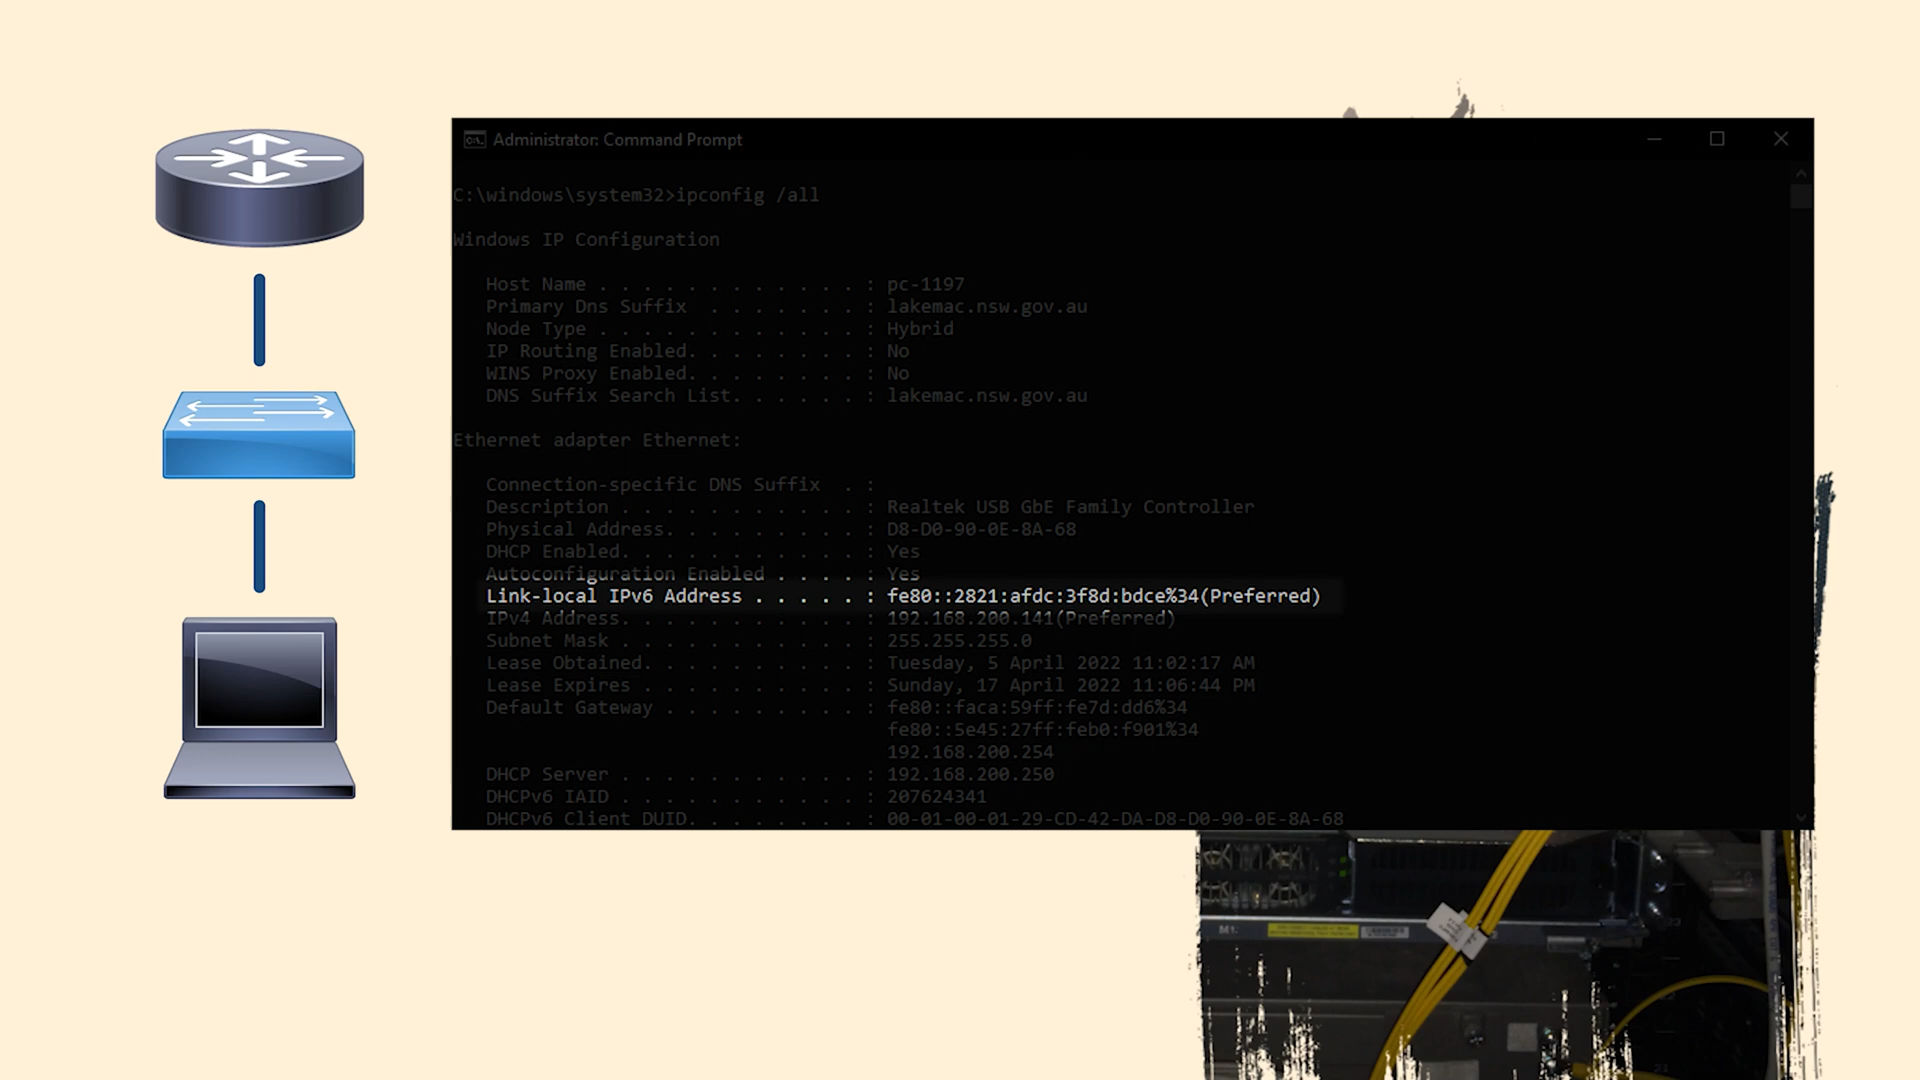 Administrator: Command Prompt
C:\windows\system32>ipconfig /all
Windows IP Configuration
Host Name . . . . . . . . . . . . : pc-1197
Primary Dns Suffix  . . . . . . . : lakemac.nsw.gov.au
Node Type . . . . . . . . . . . . : Hybrid
IP Routing Enabled. . . . . . . . : No
WINS Proxy Enabled. . . . . . . . : No
DNS Suffix Search List. . . . . . : lakemac.nsw.gov.au
Ethernet adapter Ethernet:
Connection-specific DNS Suffix  . :
Description . . . . . . . . . . . : Realtek USB GbE Family Controller
Physical Address. . . . . . . . . : D8-D0-90-0E-8A-68
DHCP Enabled. . . . . . . . . . . : Yes
Autoconfiguration Enabled . . . . : Yes
Link-local IPv6 Address . . . . . : fe80::2821:afdc:3f8d:bdce%34(Preferred)
IPv4 Address. . . . . . . . . . . : 192.168.200.141(Preferred)
Subnet Mask . . . . . . . . . . . : 255.255.255.0
Lease Obtained. . . . . . . . . . : Tuesday, 5 April 2022 11:02:17 AM
Lease Expires . . . . . . . . . . : Sunday, 17 April 2022 11:06:44 PM
Default Gateway . . . . . . . . . : fe80::faca:59ff:fe7d:dd6%34
fe80::5e45:27ff:feb0:f901%34
192.168.200.254
DHCP Server . . . . . . . . . . . : 192.168.200.250
DHCPv6 IAID . . . . . . . . . . . : 207624341
DHCPv6 Client DUID. . . . . . . . : 00-01-00-01-29-CD-42-DA-D8-D0-90-0E-8A-68